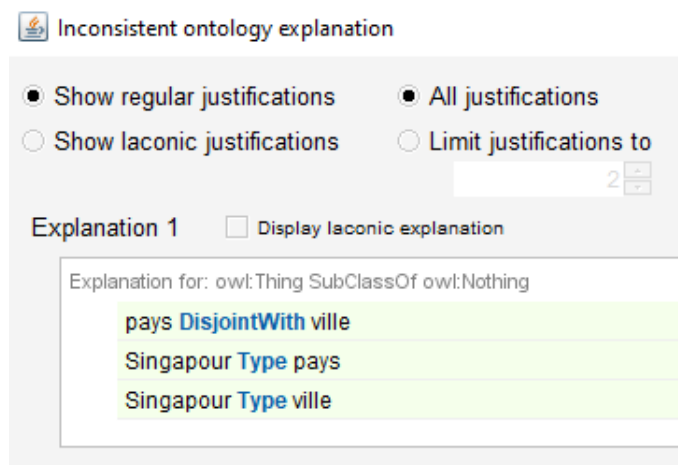 Inconsistent ontology explanation
Show regular justifications
All justifications
Show laconic justifications
Limit justifications to
2
Explanation 1
Display laconic explanation
Explanation for: owl:Thing SubClassOf owl:Nothing
pays DisjointWith ville
Singapour Type pays
Singapour Type ville